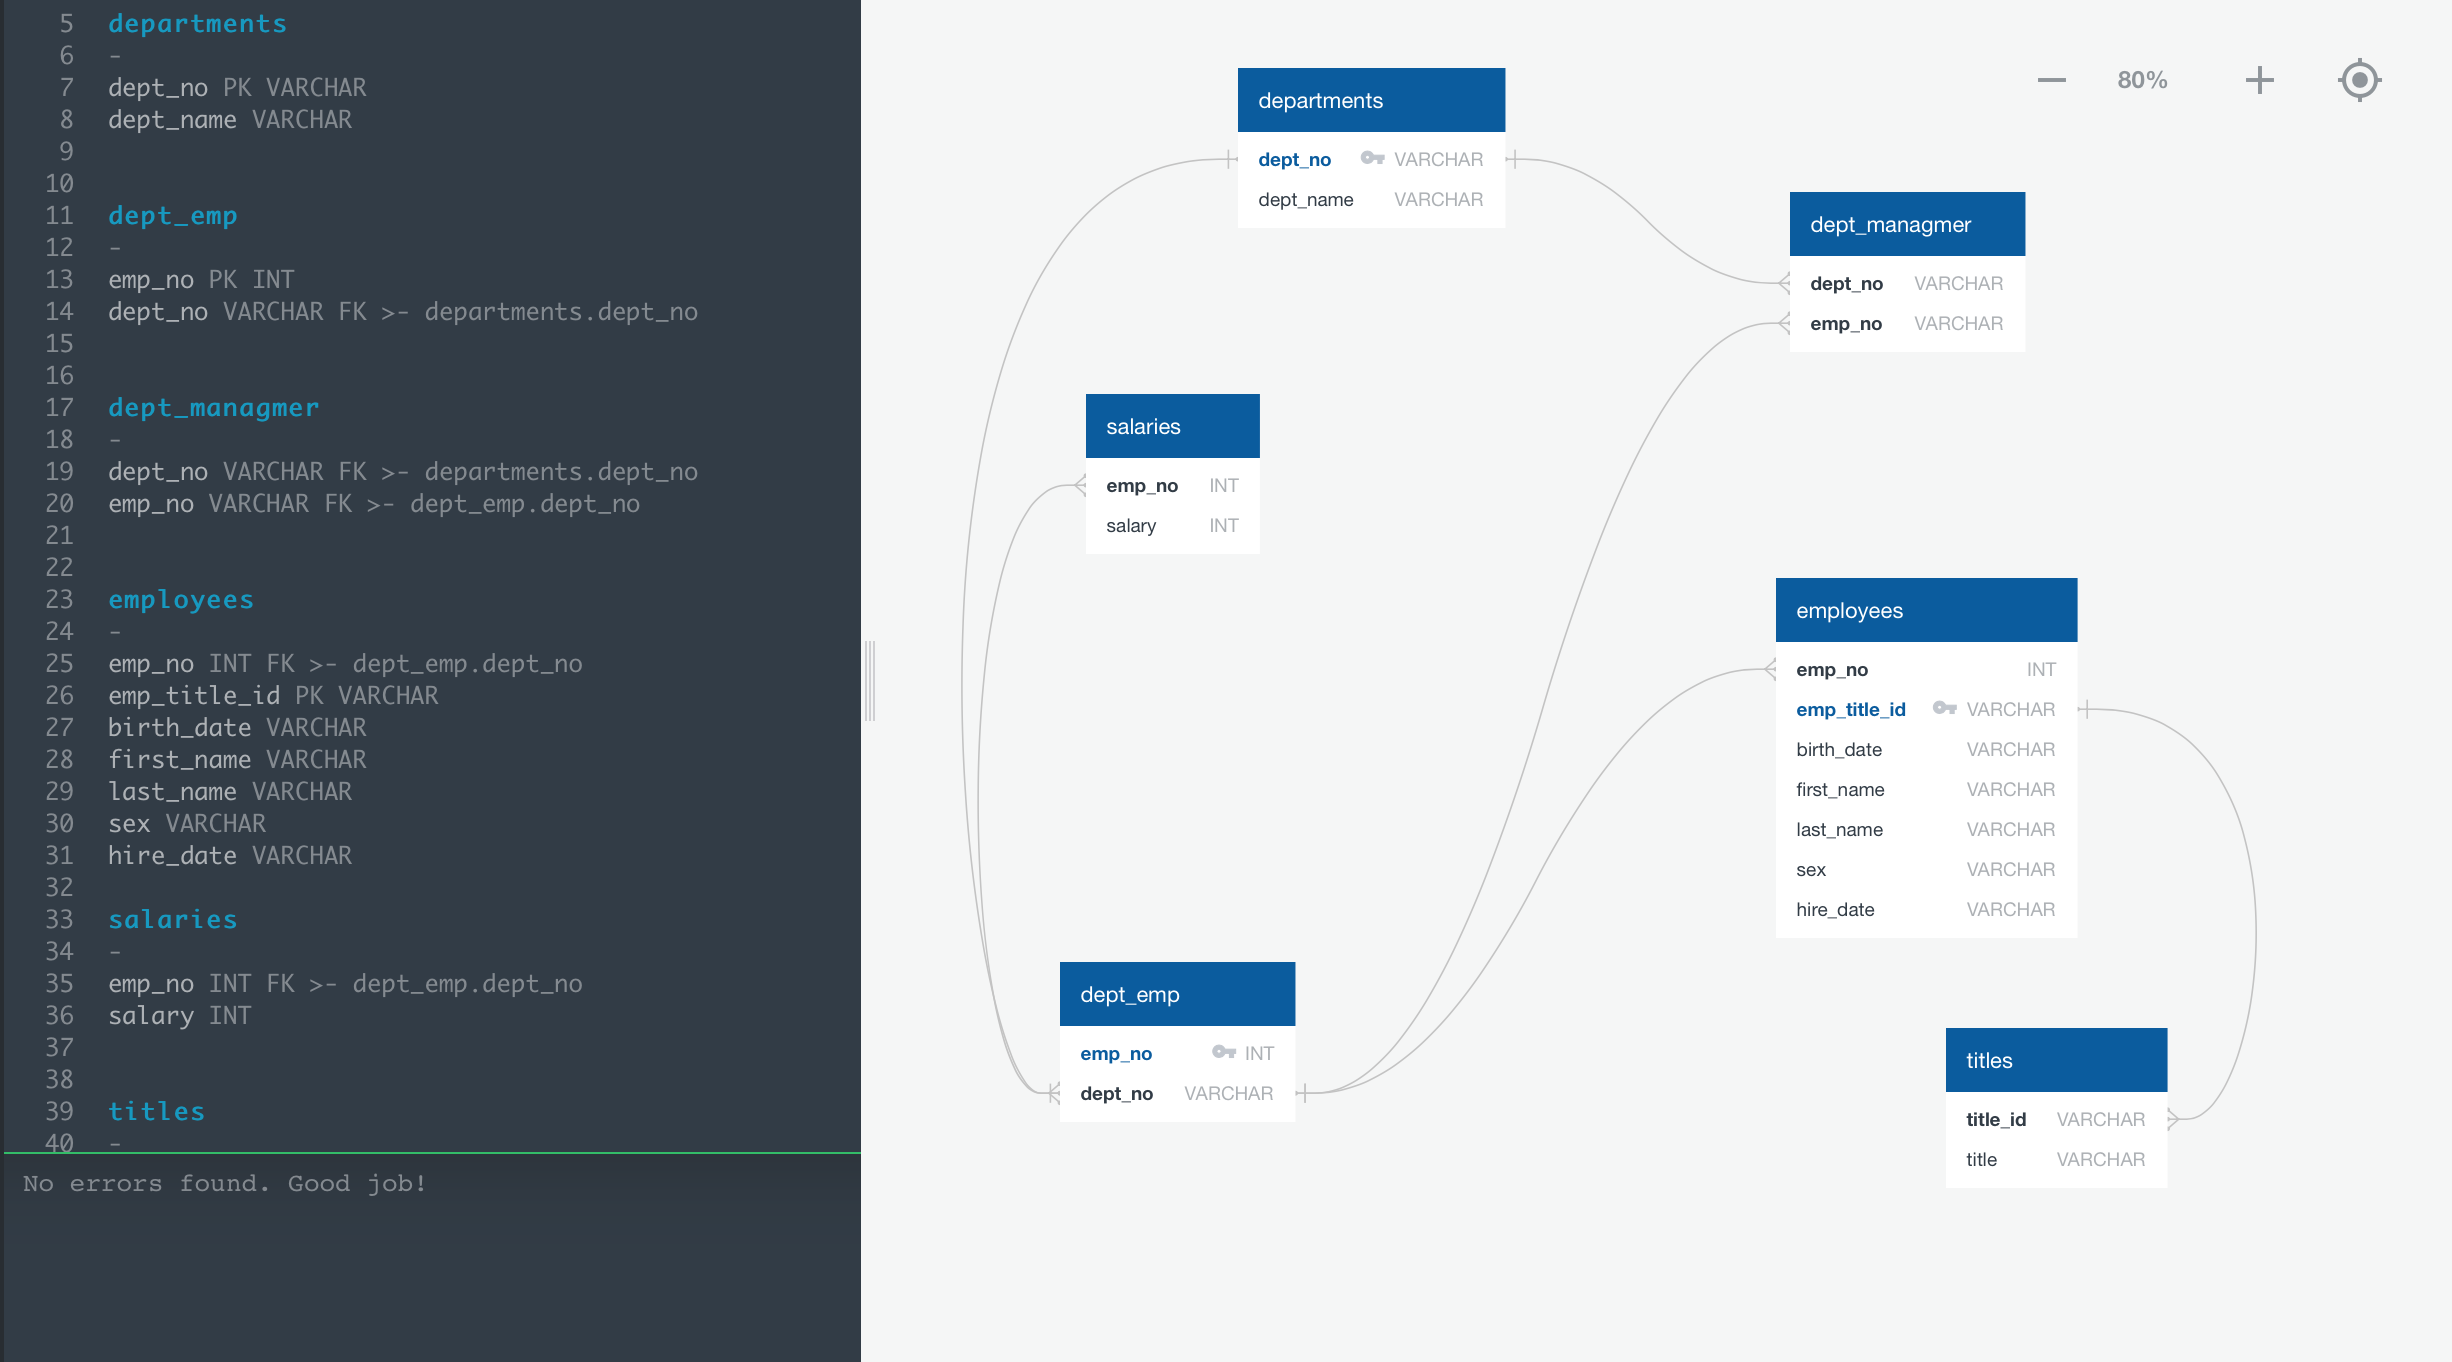 5 departments
6 -
7 dept_no PK VARCHAR
8 dept_name VARCHAR
9
10
11 dept_emp
12 -
13 emp_no PK INT
14 dept_no VARCHAR FK >- departments.dept_no
15
16
17 dept_managmer
18 -
19 dept_no VARCHAR FK >- departments.dept_no
20 emp_no VARCHAR FK >- dept_emp.dept_no
21
22
23 employees
24 -
25 emp_no INT FK >- dept_emp.dept_no
26 emp_title_id PK VARCHAR
27 birth_date VARCHAR
28 first_name VARCHAR
29 last_name VARCHAR
30 sex VARCHAR
31 hire_date VARCHAR
32
33 salaries
34 -
35 emp_no INT FK >- dept_emp.dept_no
36 salary INT
37
38
39 titles
40 -
No errors found. Good job!
80%
departments
dept_no VARCHAR
dept_name VARCHAR
dept_managmer
dept_no VARCHAR
emp_no VARCHAR
salaries
emp_no INT
salary INT
employees
emp_no INT
emp_title_id VARCHAR
birth_date VARCHAR
first_name VARCHAR
last_name VARCHAR
sex VARCHAR
hire_date VARCHAR
dept_emp
emp_no INT
dept_no VARCHAR
titles
title_id VARCHAR
title VARCHAR